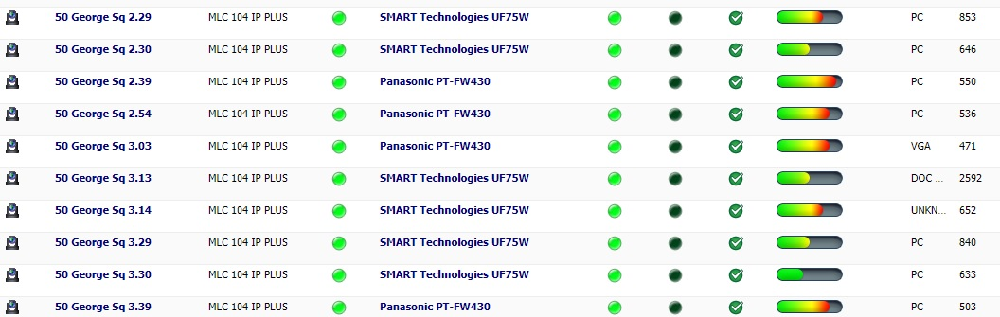 50 George Sq 2.29 MLC 104 IP PLUS SMART Technologies UF75W PC 853
50 George Sq 2.30 MLC 104 IP PLUS SMART Technologies UF75W PC 646
50 George Sq 2.39 MLC 104 IP PLUS Panasonic PT-FW430 PC 550
50 George Sq 2.54 MLC 104 IP PLUS Panasonic PT-FW430 PC 536
50 George Sq 3.03 MLC 104 IP PLUS Panasonic PT-FW430 VGA 471
50 George Sq 3.13 MLC 104 IP PLUS SMART Technologies UF75W DOC ... 2592
50 George Sq 3.14 MLC 104 IP PLUS SMART Technologies UF75W UNKN... 652
50 George Sq 3.29 MLC 104 IP PLUS SMART Technologies UF75W PC 840
50 George Sq 3.30 MLC 104 IP PLUS SMART Technologies UF75W PC 633
50 George Sq 3.39 MLC 104 IP PLUS Panasonic PT-FW430 PC 503